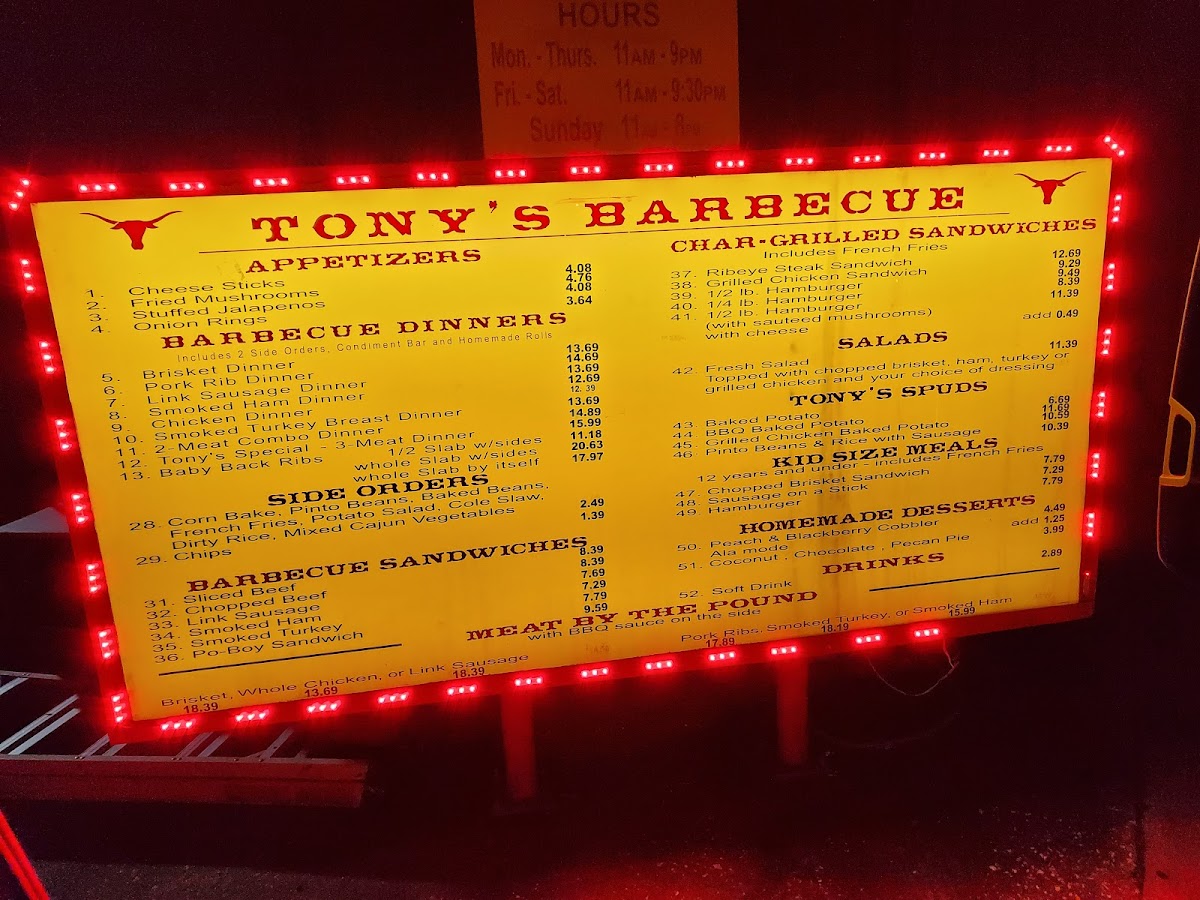 HOURS
Mon. - Thurs. 11AM - 9PM
Fri. - Sat. 11AM - 9:30PM
Sunday 11AM - 8PM
TONY'S BARBECUE
APPETIZERS
1. Cheese Sticks 4.08
2. Fried Mushrooms 4.76
3. Stuffed Jalapenos 4.08
4. Onion Rings 3.64
BARBECUE DINNERS
Includes 2 Side Orders, Condiment Bar and Homemade Rolls
5. Brisket Dinner 13.69
6. Pork Rib Dinner 14.69
7. Link Sausage Dinner 13.69
8. Smoked Ham Dinner 12.69
9. Chicken Dinner 12.39
10. Smoked Turkey Breast Dinner 13.69
11. 2-Meat Combo Dinner 14.89
12. Tony's Special - 3-Meat Dinner 15.99
13. Baby Back Ribs 1/2 Slab w/sides 11.18
whole Slab w/sides 20.63
whole Slab by itself 17.97
SIDE ORDERS
28. Corn Bake, Pinto Beans, Baked Beans,
French Fries, Potato Salad, Cole Slaw,
Dirty Rice, Mixed Cajun Vegetables 2.49
29. Chips 1.39
BARBECUE SANDWICHES
31. Sliced Beef 8.39
32. Chopped Beef 8.39
33. Link Sausage 7.69
34. Smoked Ham 7.29
35. Smoked Turkey 7.79
36. Po-Boy Sandwich 9.59
CHAR-GRILLED SANDWICHES
Includes French Fries
37. Ribeye Steak Sandwich 12.69
38. Grilled Chicken Sandwich 9.29
39. 1/2 lb. Hamburger 9.49
40. 1/4 lb. Hamburger 8.39
41. 1/2 lb. Hamburger 11.39
(with sauteed mushrooms)
with cheese add 0.49
SALADS
42. Fresh Salad 11.39
Topped with chopped brisket, ham, turkey or
grilled chicken and your choice of dressing
TONY'S SPUDS
43. Baked Potato 6.69
44. BBQ Baked Potato 11.69
45. Grilled Chicken Baked Potato 10.59
46. Pinto Beans & Rice with Sausage 10.39
KID SIZE MEALS
12 years and under - Includes French Fries
47. Chopped Brisket Sandwich 7.79
48. Sausage on a Stick 7.29
49. Hamburger 7.79
HOMEMADE DESSERTS
50. Peach & Blackberry Cobbler 4.49
Ala mode add 1.25
51. Coconut , Chocolate , Pecan Pie 3.99
DRINKS
52. Soft Drink 2.89
MEAT BY THE POUND
with BBQ sauce on the side
Brisket, Whole Chicken, or Link Sausage
18.39 13.69 18.39
Pork Ribs, Smoked Turkey, or Smoked Ham
17.89 18.19 15.99